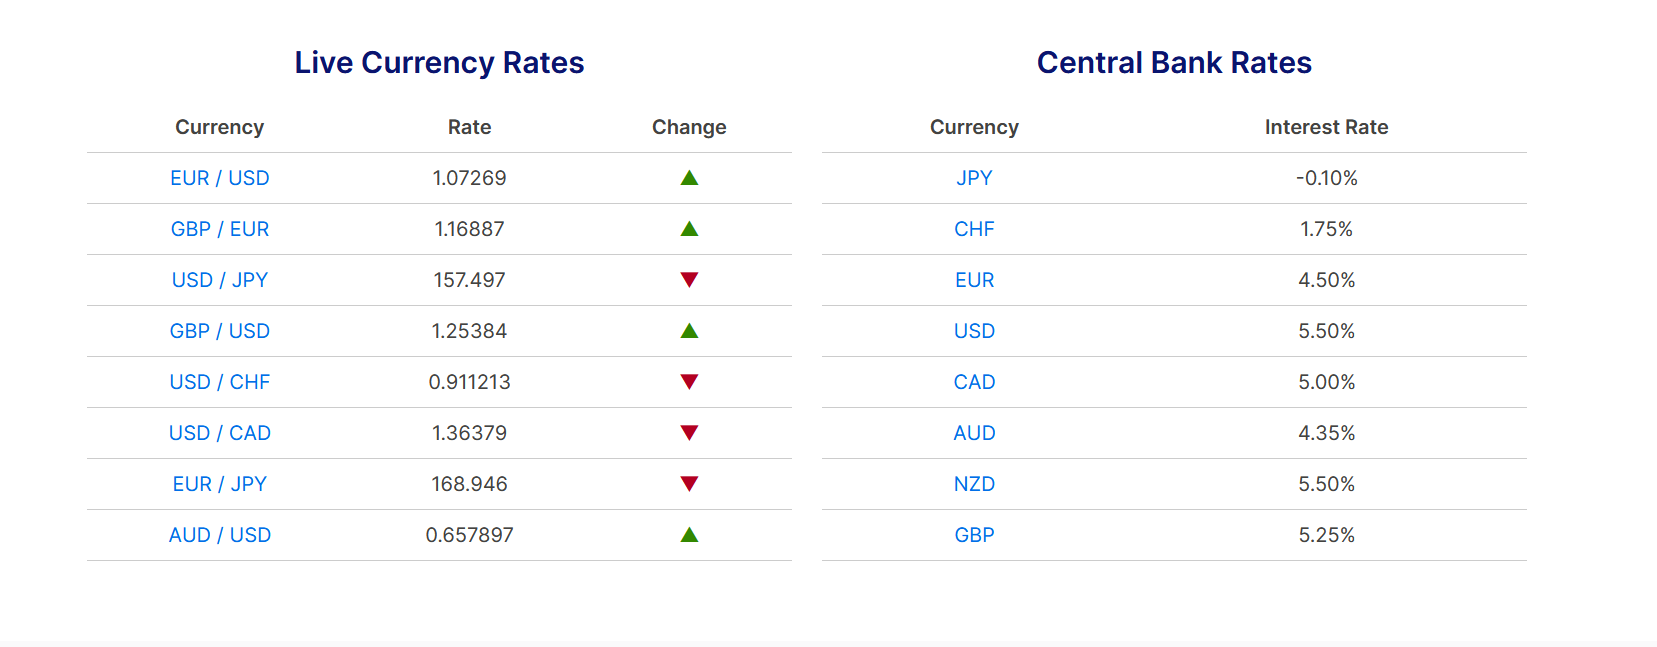 Live Currency Rates
Currency Rate Change
EUR / USD 1.07269 ▲
GBP / EUR 1.16887 ▲
USD / JPY 157.497 ▼
GBP / USD 1.25384 ▲
USD / CHF 0.911213 ▼
USD / CAD 1.36379 ▼
EUR / JPY 168.946 ▼
AUD / USD 0.657897 ▲
Central Bank Rates
Currency Interest Rate
JPY -0.10%
CHF 1.75%
EUR 4.50%
USD 5.50%
CAD 5.00%
AUD 4.35%
NZD 5.50%
GBP 5.25%